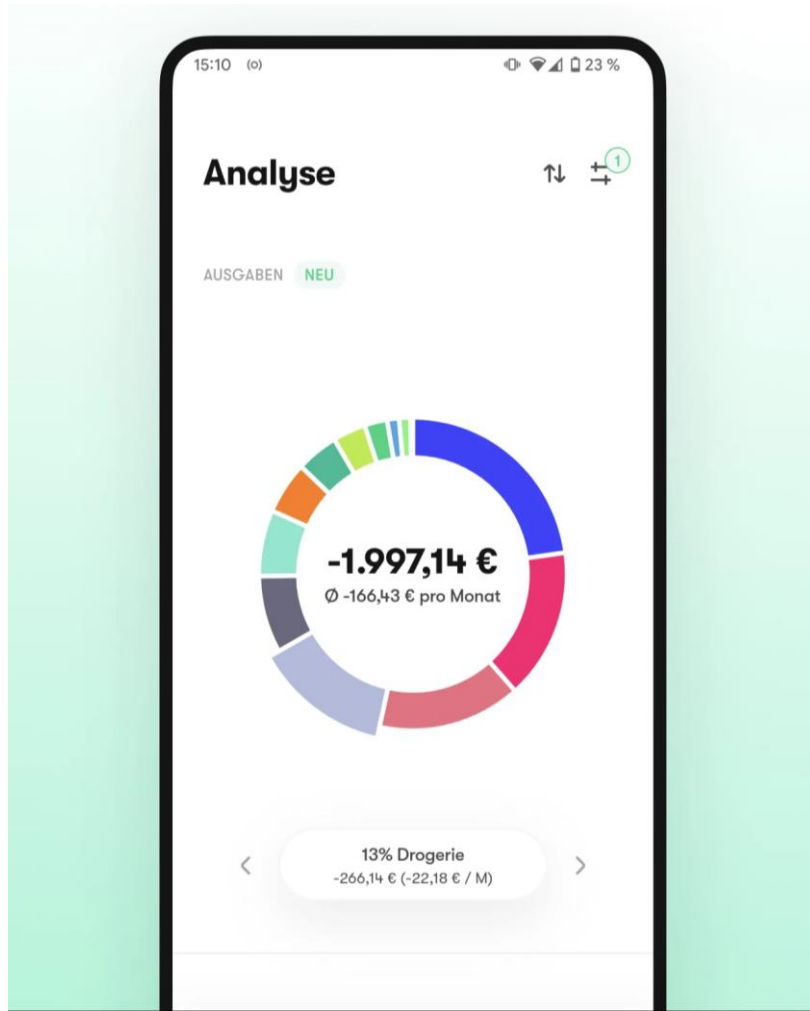 15:10 23 %
Analyse
1
AUSGABEN NEU
-1.997,14 €
Ø -166,43 € pro Monat
13% Drogerie
-266,14 € (-22,18 € / M)